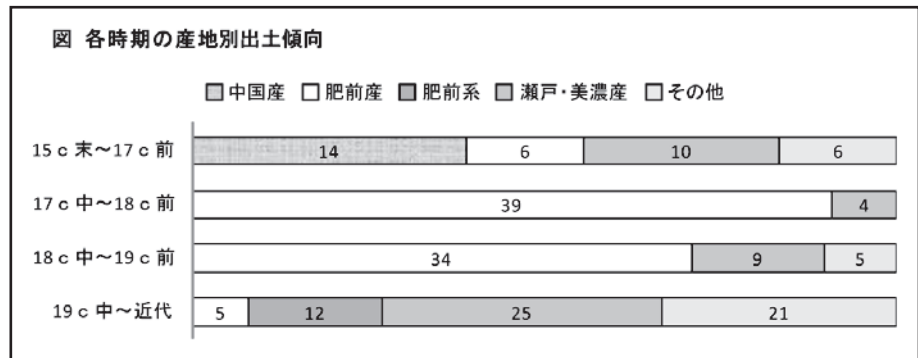 図 各時期の産地別出土傾向
中国産 肥前産 肥前系 瀬戸・美濃産 その他
15c末～17c前 14 6 10 6
17c中～18c前 39 4
18c中～19c前 34 9 5
19c中～近代 5 12 25 21